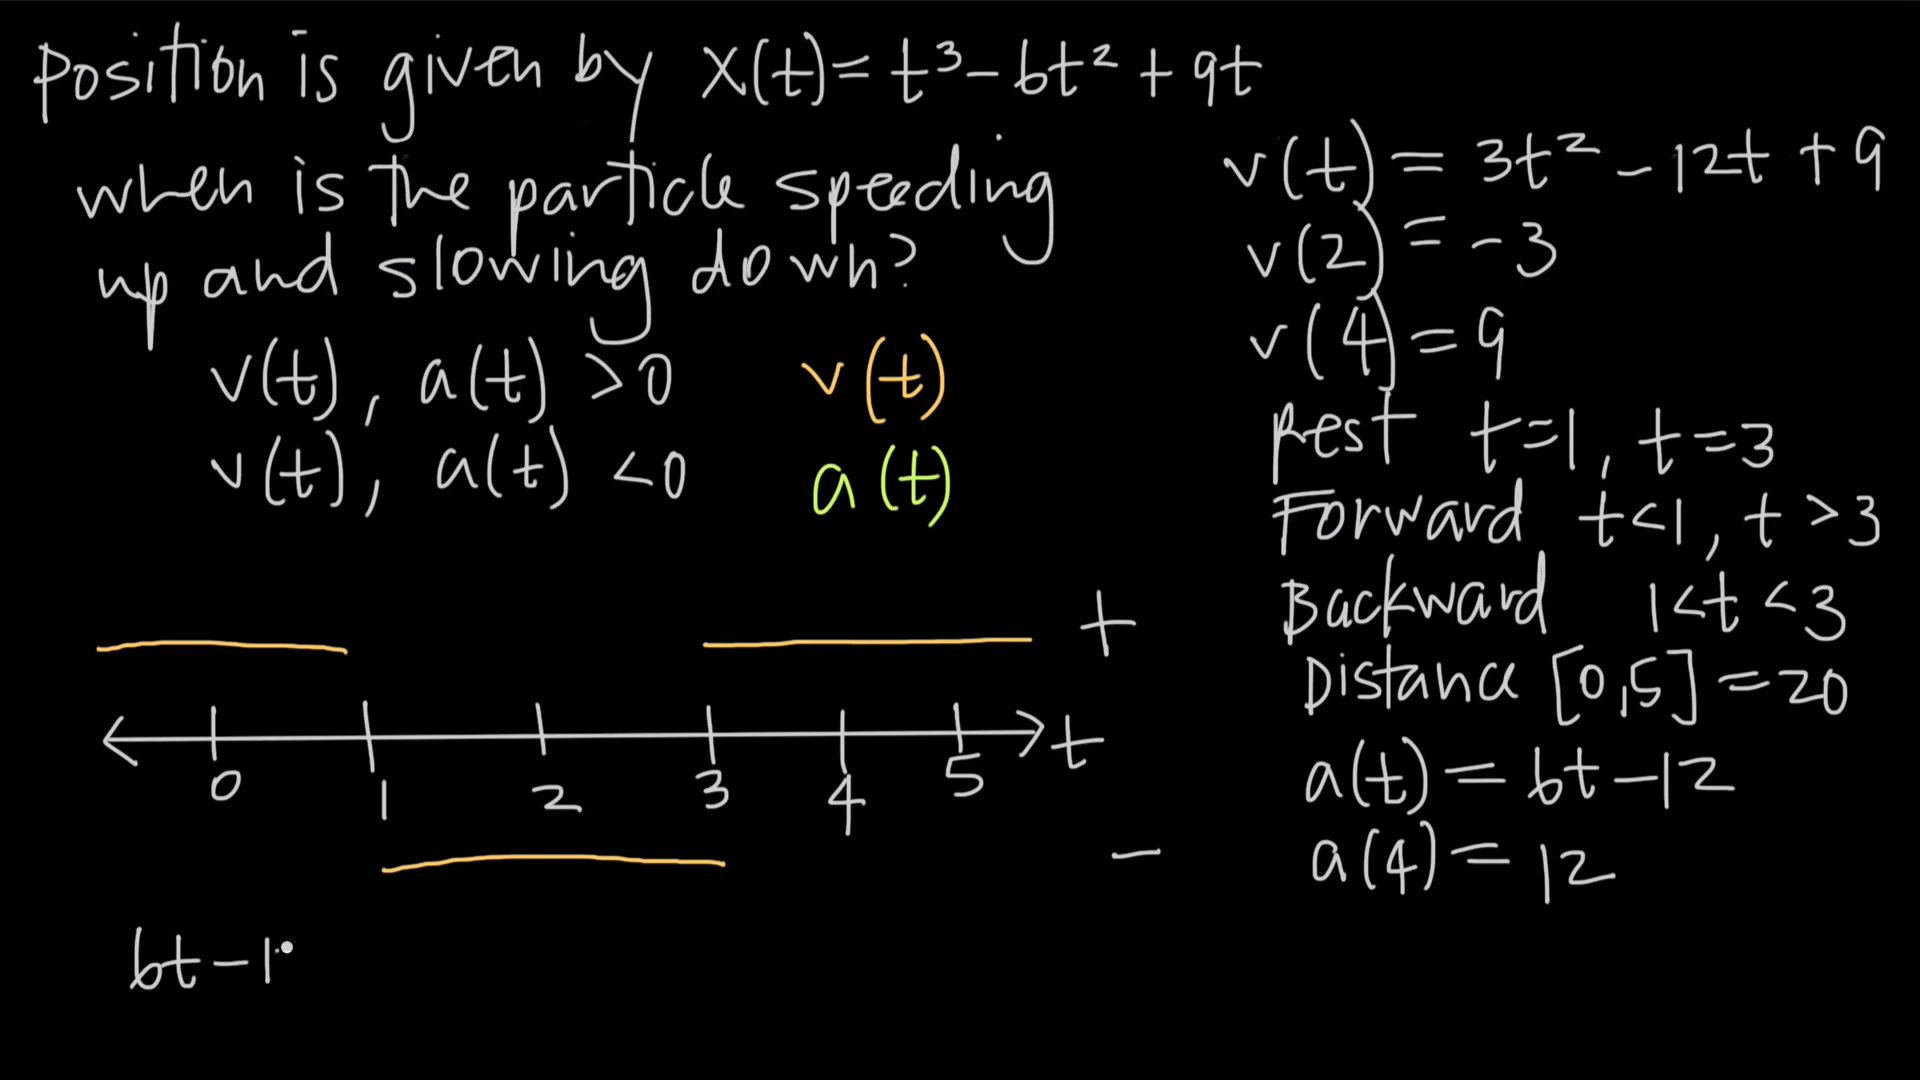 Position is given by x(t)= t³ - 6t² + 9t
when is the particle speeding
up and slowing down?
v(t), a(t) >0
v(t), a(t) <0
v(t)
a(t)
+
0 1 2 3 4 5 t
-
6t - 1
v(t) = 3t² - 12t + 9
v(2) = -3
v(4) = 9
Rest t=1, t=3
Forward t<1, t>3
Backward 1<t<3
Distance [0,5] = 20
a(t) = 6t - 12
a(4) = 12